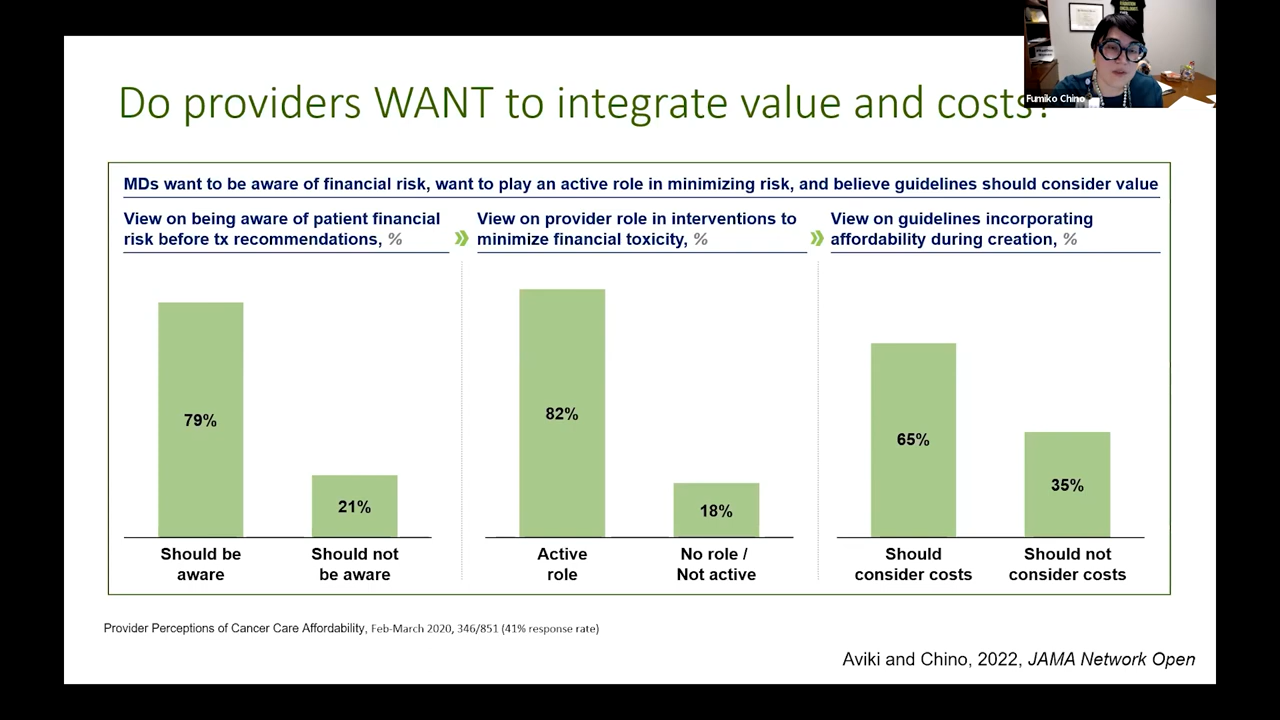 Do providers WANT to integrate value and costs?
Fumiko Chino
MDs want to be aware of financial risk, want to play an active role in minimizing risk, and believe guidelines should consider value
View on being aware of patient financial
risk before tx recommendations, %
79%
21%
Should be
aware
Should not
be aware
View on provider role in interventions to
minimize financial toxicity, %
82%
18%
Active
role
No role /
Not active
View on guidelines incorporating
affordability during creation, %
65%
35%
Should
consider costs
Should not
consider costs
Provider Perceptions of Cancer Care Affordability, Feb-March 2020, 346/851 (41% response rate)
Aviki and Chino, 2022, JAMA Network Open